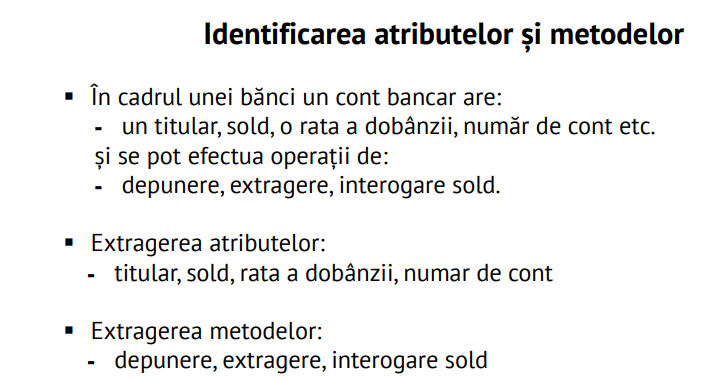 Identificarea atributelor și metodelor
▪ În cadrul unei bănci un cont bancar are:
- un titular, sold, o rata a dobânzii, număr de cont etc.
și se pot efectua operații de:
- depunere, extragere, interogare sold.
▪ Extragerea atributelor:
- titular, sold, rata a dobânzii, numar de cont
▪ Extragerea metodelor:
- depunere, extragere, interogare sold